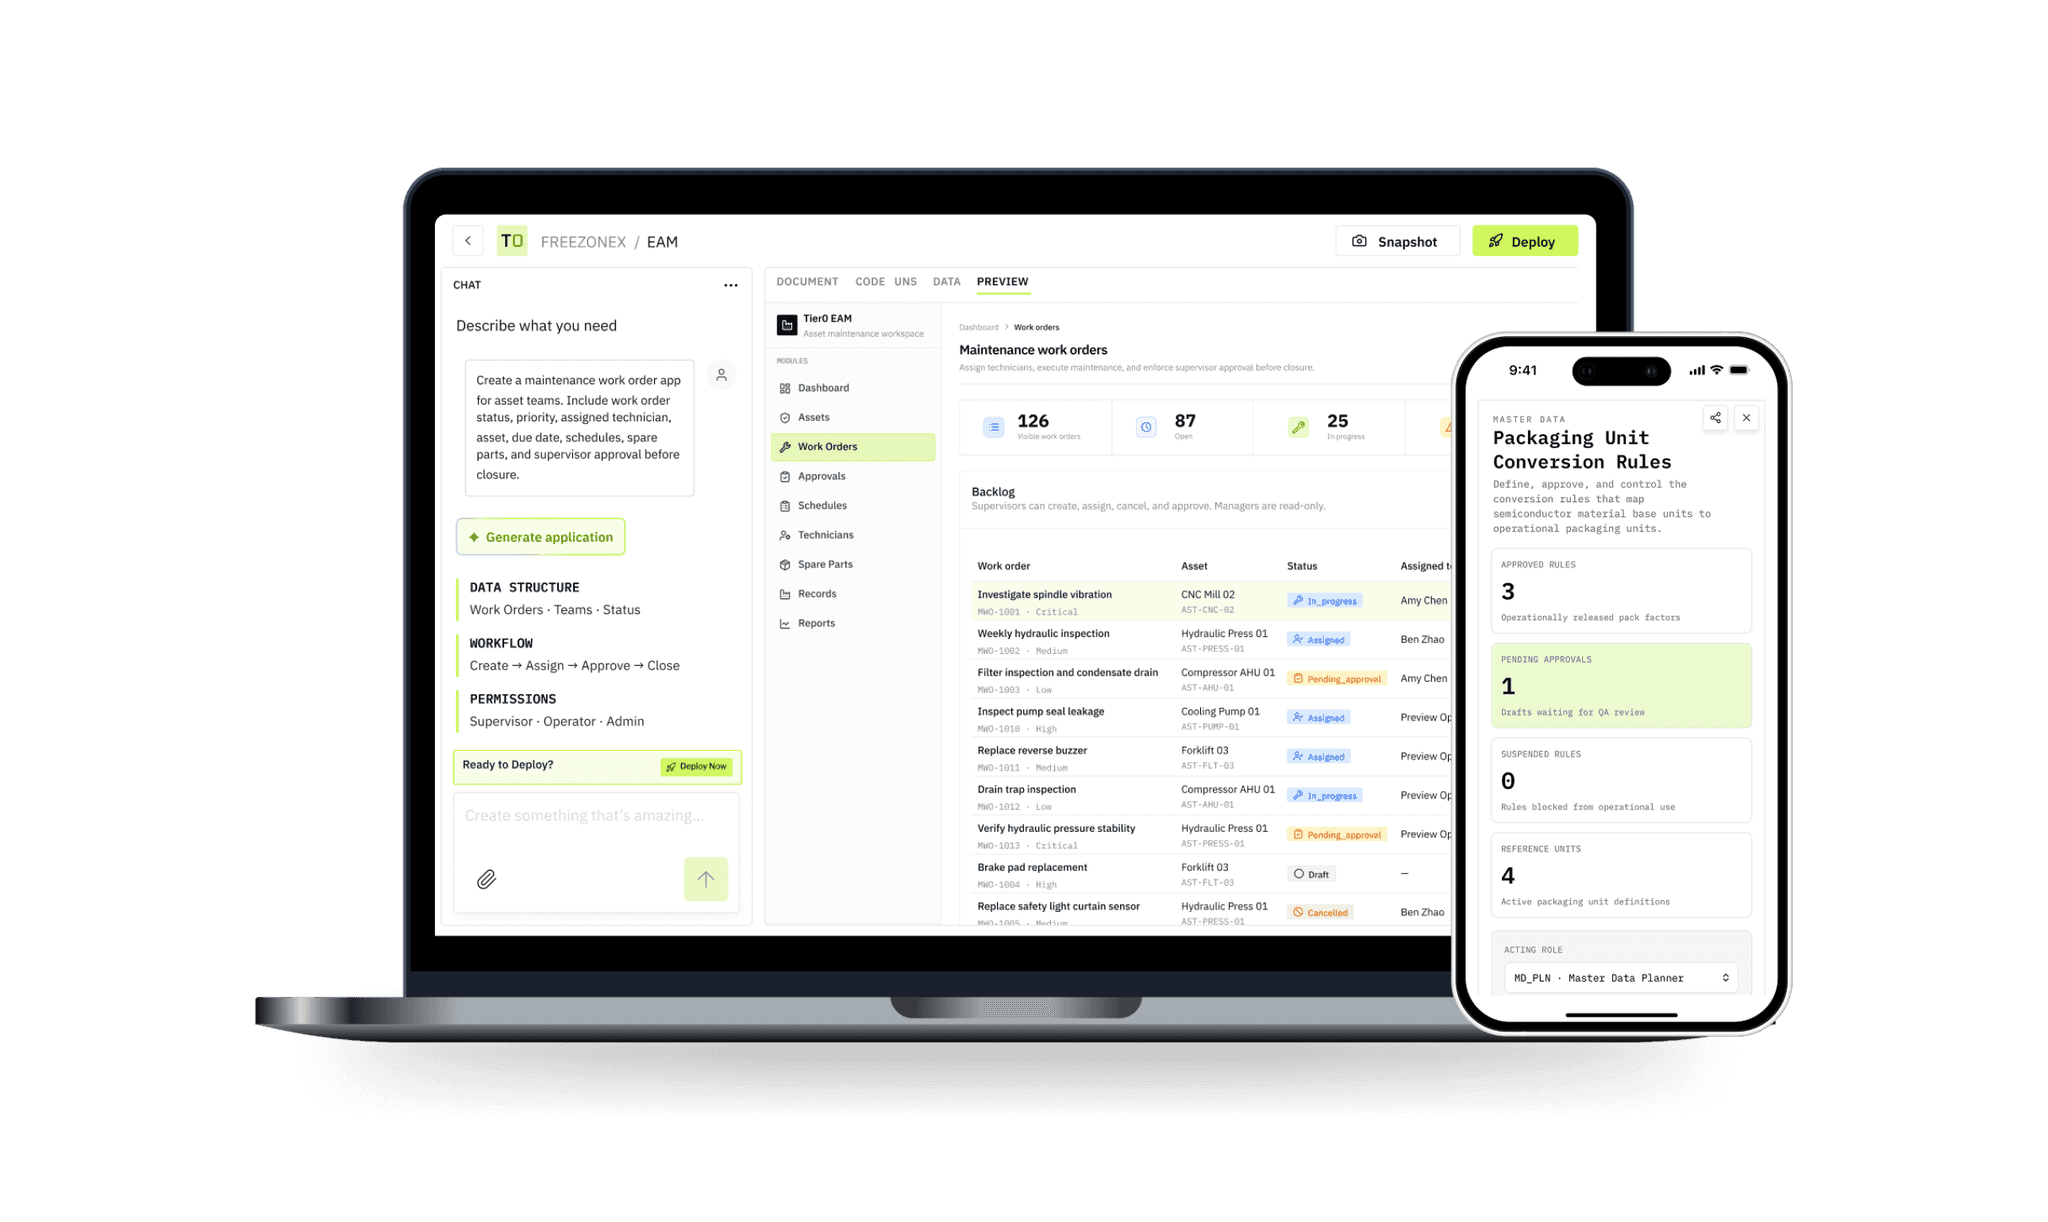 T0 FREEZONEX / EAM
Snapshot
Deploy
CHAT
Describe what you need
Create a maintenance work order app
for asset teams. Include work order
status, priority, assigned technician,
asset, due date, schedules, spare
parts, and supervisor approval before
closure.
Generate application
DATA STRUCTURE
Work Orders · Teams · Status
WORKFLOW
Create → Assign → Approve → Close
PERMISSIONS
Supervisor · Operator · Admin
Ready to Deploy?
Deploy Now
Create something that's amazing...
DOCUMENT CODE UNS DATA PREVIEW
Tier0 EAM
Asset maintenance workspace
MODULES
Dashboard
Assets
Work Orders
Approvals
Schedules
Technicians
Spare Parts
Records
Reports
Dashboard > Work orders
Maintenance work orders
Assign technicians, execute maintenance, and enforce supervisor approval before closure.
126
Visible work orders
87
Open
25
In progress
Backlog
Supervisors can create, assign, cancel, and approve. Managers are read-only.
Work order Asset Status Assigned t
Investigate spindle vibration CNC Mill 02 In_progress Amy Chen
MWO-1001 · Critical AST-CNC-02
Weekly hydraulic inspection Hydraulic Press 01 Assigned Ben Zhao
MWO-1002 · Medium AST-PRESS-01
Filter inspection and condensate drain Compressor AHU 01 Pending_approval Amy Chen
MWO-1003 · Low AST-AHU-01
Inspect pump seal leakage Cooling Pump 01 Assigned Preview Op
MWO-1010 · High AST-PUMP-01
Replace reverse buzzer Forklift 03 Assigned Preview Op
MWO-1011 · Medium AST-FLT-03
Drain trap inspection Compressor AHU 01 In_progress Preview Op
MWO-1012 · Low AST-AHU-01
Verify hydraulic pressure stability Hydraulic Press 01 Pending_approval Preview Op
MWO-1013 · Critical AST-PRESS-01
Brake pad replacement Forklift 03 Draft —
MWO-1004 · High AST-FLT-03
Replace safety light curtain sensor Hydraulic Press 01 Cancelled Ben Zhao
MWO-1005 · Medium AST-PRESS-01
9:41
MASTER DATA
Packaging Unit
Conversion Rules
Define, approve, and control the
conversion rules that map
semiconductor material base units to
operational packaging units.
APPROVED RULES
3
Operationally released pack factors
PENDING APPROVALS
1
Drafts waiting for QA review
SUSPENDED RULES
0
Rules blocked from operational use
REFERENCE UNITS
4
Active packaging unit definitions
ACTING ROLE
MD_PLN · Master Data Planner